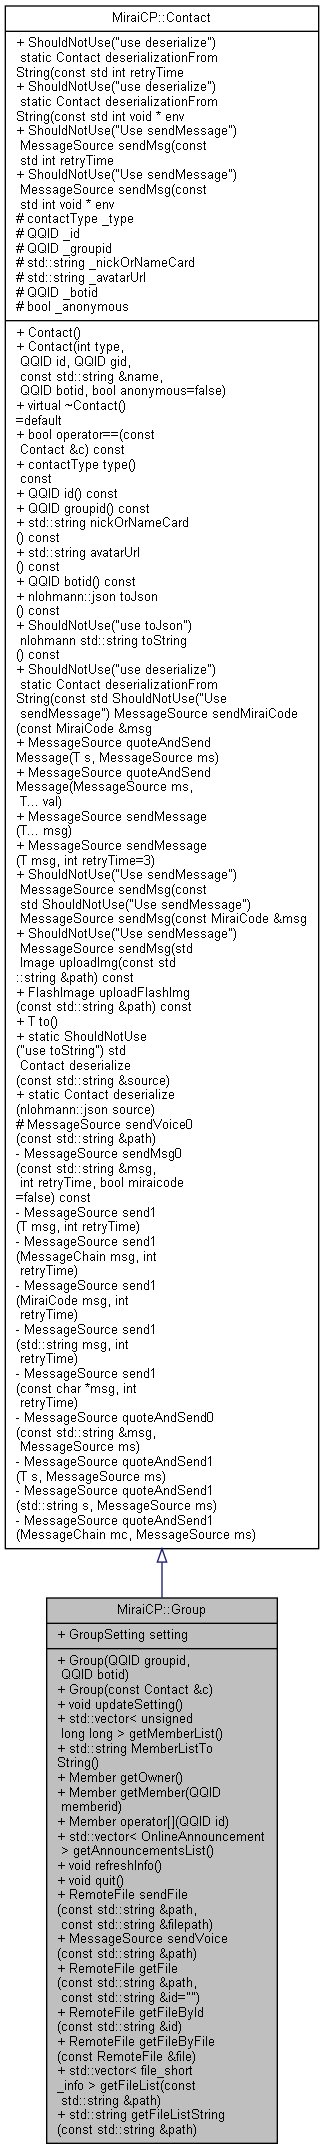 MiraiCP::Contact
+ ShouldNotUse("use deserialize")
static Contact deserializationFrom
String(const std int retryTime
+ ShouldNotUse("use deserialize")
static Contact deserializationFrom
String(const std int void * env
+ ShouldNotUse("Use sendMessage")
MessageSource sendMsg(const
std int retryTime
+ ShouldNotUse("Use sendMessage")
MessageSource sendMsg(const
std int void * env
# contactType _type
# QQID _id
# QQID _groupid
# std::string _nickOrNameCard
# std::string _avatarUrl
# QQID _botid
# bool _anonymous
+ Contact()
+ Contact(int type,
QQID id, QQID gid,
const std::string &name,
QQID botid, bool anonymous=false)
+ virtual ~Contact()
=default
+ bool operator==(const
Contact &c) const
+ contactType type()
const
+ QQID id() const
+ QQID groupid() const
+ std::string nickOrNameCard
() const
+ std::string avatarUrl
() const
+ QQID botid() const
+ nlohmann::json toJson
() const
+ ShouldNotUse("use toJson")
nlohmann std::string toString
() const
+ ShouldNotUse("use deserialize")
static Contact deserializationFrom
String(const std ShouldNotUse("Use
sendMessage") MessageSource sendMiraiCode
(const MiraiCode &msg
+ MessageSource quoteAndSend
Message(T s, MessageSource ms)
+ MessageSource quoteAndSend
Message(MessageSource ms,
T... val)
+ MessageSource sendMessage
(T... msg)
+ MessageSource sendMessage
(T msg, int retryTime=3)
+ ShouldNotUse("Use sendMessage")
MessageSource sendMsg(const
std ShouldNotUse("Use sendMessage")
MessageSource sendMsg(const MiraiCode &msg
+ ShouldNotUse("Use sendMessage")
MessageSource sendMsg(std
Image uploadImg(const std
::string &path) const
+ FlashImage uploadFlashImg
(const std::string &path) const
+ T to()
+ static ShouldNotUse
("use toString") std
Contact deserialize
(const std::string &source)
+ static Contact deserialize
(nlohmann::json source)
# MessageSource sendVoice0
(const std::string &path)
- MessageSource sendMsg0
(const std::string &msg,
int retryTime, bool miraicode
=false) const
- MessageSource send1
(T msg, int retryTime)
- MessageSource send1
(MessageChain msg, int
retryTime)
- MessageSource send1
(MiraiCode msg, int
retryTime)
- MessageSource send1
(std::string msg, int
retryTime)
- MessageSource send1
(const char *msg, int
retryTime)
- MessageSource quoteAndSend0
(const std::string &msg,
MessageSource ms)
- MessageSource quoteAndSend1
(T s, MessageSource ms)
- MessageSource quoteAndSend1
(std::string s, MessageSource ms)
- MessageSource quoteAndSend1
(MessageChain mc, MessageSource ms)
MiraiCP::Group
+ GroupSetting setting
+ Group(QQID groupid,
QQID botid)
+ Group(const Contact &c)
+ void updateSetting()
+ std::vector< unsigned
long long > getMemberList()
+ std::string MemberListTo
String()
+ Member getOwner()
+ Member getMember(QQID
memberid)
+ Member operator[](QQID id)
+ std::vector< OnlineAnnouncement
> getAnnouncementsList()
+ void refreshInfo()
+ void quit()
+ RemoteFile sendFile
(const std::string &path,
const std::string &filepath)
+ MessageSource sendVoice
(const std::string &path)
+ RemoteFile getFile
(const std::string &path,
const std::string &id="")
+ RemoteFile getFileById
(const std::string &id)
+ RemoteFile getFileByFile
(const RemoteFile &file)
+ std::vector< file_short
_info > getFileList(const
std::string &path)
+ std::string getFileListString
(const std::string &path)